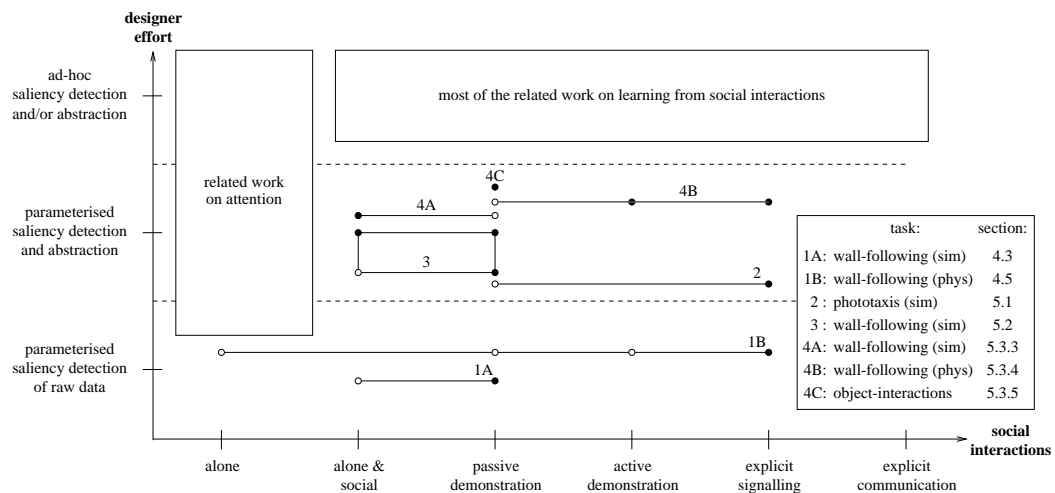 designer
effort
ad-hoc
saliency detection
and/or abstraction
most of the related work on learning from social interactions
related work
on attention
parameterised
saliency detection
and abstraction
4C
4A
4B
3
2
task: section:
1A: wall-following (sim) 4.3
1B: wall-following (phys) 4.5
2 : phototaxis (sim) 5.1
3 : wall-following (sim) 5.2
4A: wall-following (sim) 5.3.3
4B: wall-following (phys) 5.3.4
4C: object-interactions 5.3.5
parameterised
saliency detection
of raw data
1B
1A
social
interactions
alone
alone &
social
passive
demonstration
active
demonstration
explicit
signalling
explicit
communication